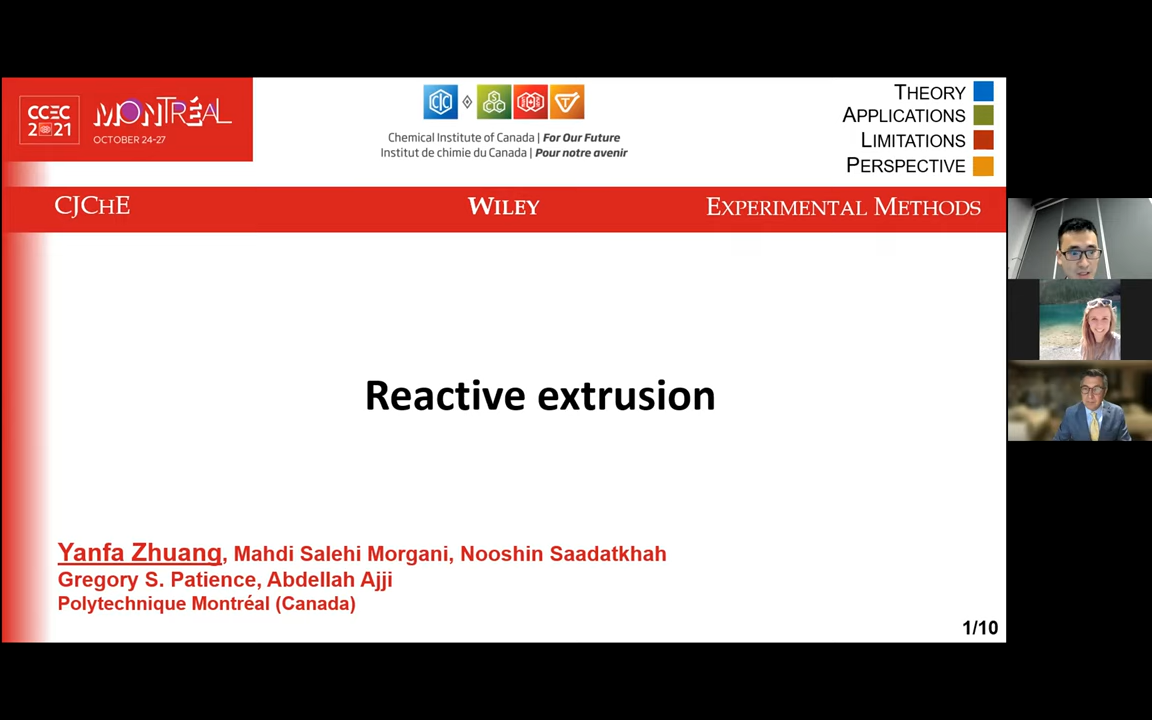 CCEC
2021
MONTRÉAL
OCTOBER 24-27
CIC
Chemical Institute of Canada | For Our Future
Institut de chimie du Canada | Pour notre avenir
THEORY
APPLICATIONS
LIMITATIONS
PERSPECTIVE
CJCHE
WILEY
EXPERIMENTAL METHODS
Reactive extrusion
Yanfa Zhuang, Mahdi Salehi Morgani, Nooshin Saadatkhah
Gregory S. Patience, Abdellah Ajji
Polytechnique Montréal (Canada)
1/10